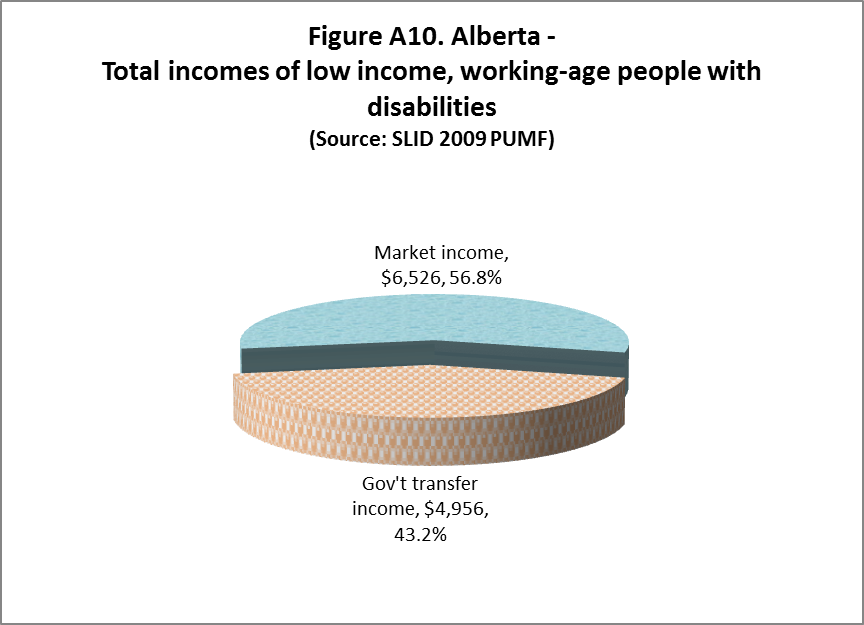 Figure A10. Alberta -
Total incomes of low income, working-age people with
disabilities
(Source: SLID 2009 PUMF)
Market income,
$6,526, 56.8%
Gov't transfer
income, $4,956,
43.2%